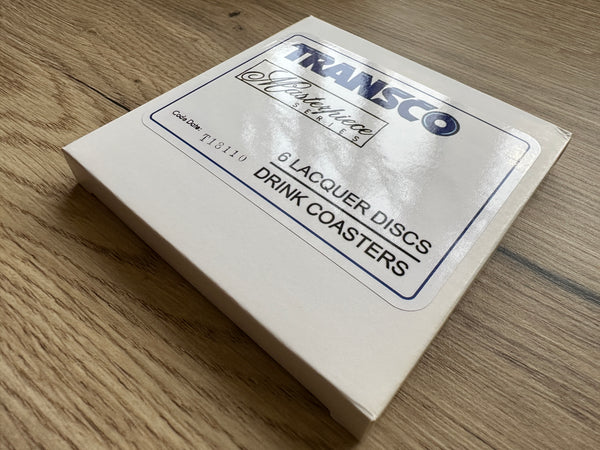 TRANSCO
Masterpiece
SERIES
Code Date: T18110
6 LACQUER DISCS
DRINK COASTERS